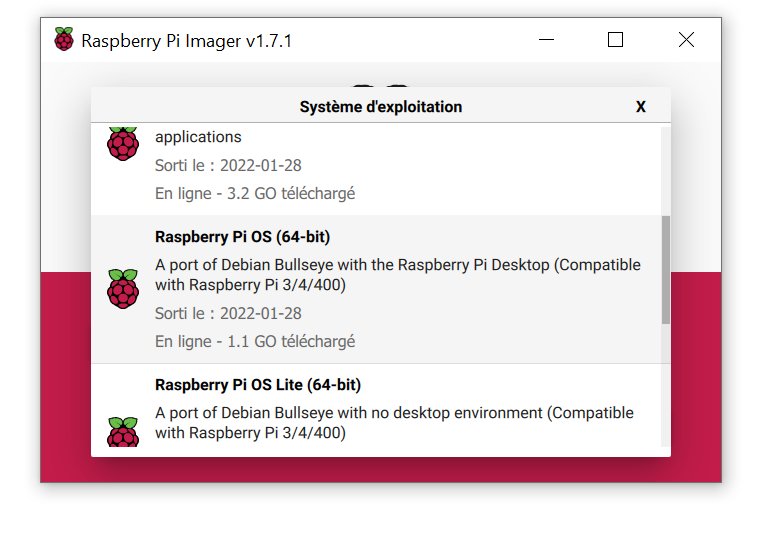 Raspberry Pi Imager v1.7.1
Système d'exploitation
X
applications
Sorti le : 2022-01-28
En ligne - 3.2 GO téléchargé
Raspberry Pi OS (64-bit)
A port of Debian Bullseye with the Raspberry Pi Desktop (Compatible
with Raspberry Pi 3/4/400)
Sorti le : 2022-01-28
En ligne - 1.1 GO téléchargé
Raspberry Pi OS Lite (64-bit)
A port of Debian Bullseye with no desktop environment (Compatible
with Raspberry Pi 3/4/400)